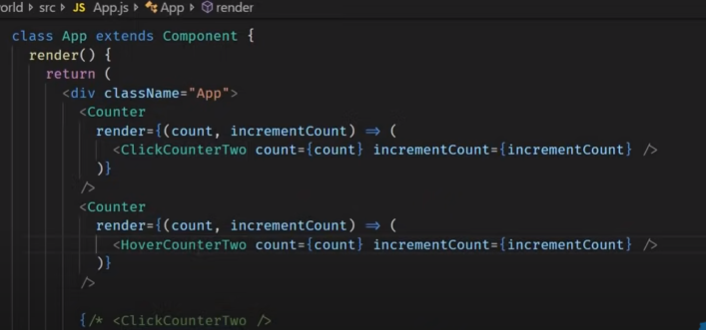 orld › src › JS App.js › App › render
class App extends Component {
render() {
return (
<div className="App">
<Counter
render={(count, incrementCount) => (
<ClickCounterTwo count={count} incrementCount={incrementCount} />
)}
/>
<Counter
render={(count, incrementCount) => (
<HoverCounterTwo count={count} incrementCount={incrementCount} />
)}
/>
{/* <ClickCounterTwo />